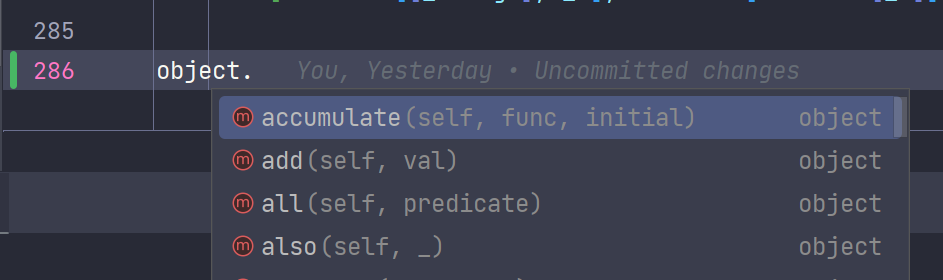 285
286 object. You, Yesterday • Uncommitted changes
m accumulate(self, func, initial) object
m add(self, val) object
m all(self, predicate) object
m also(self, _) object